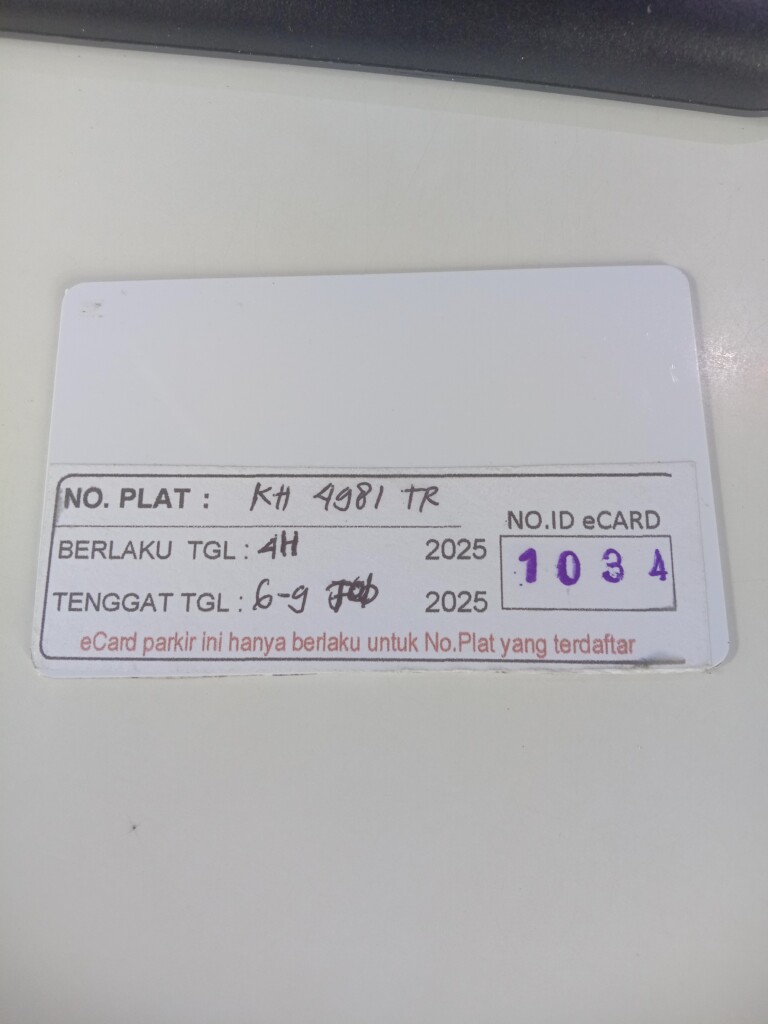 NO. PLAT : KH 4981 TR
NO.ID eCARD
BERLAKU TGL : 4H 2025
1034
TENGGAT TGL : 6-9 2025
eCard parkir ini hanya berlaku untuk No.Plat yang terdaftar